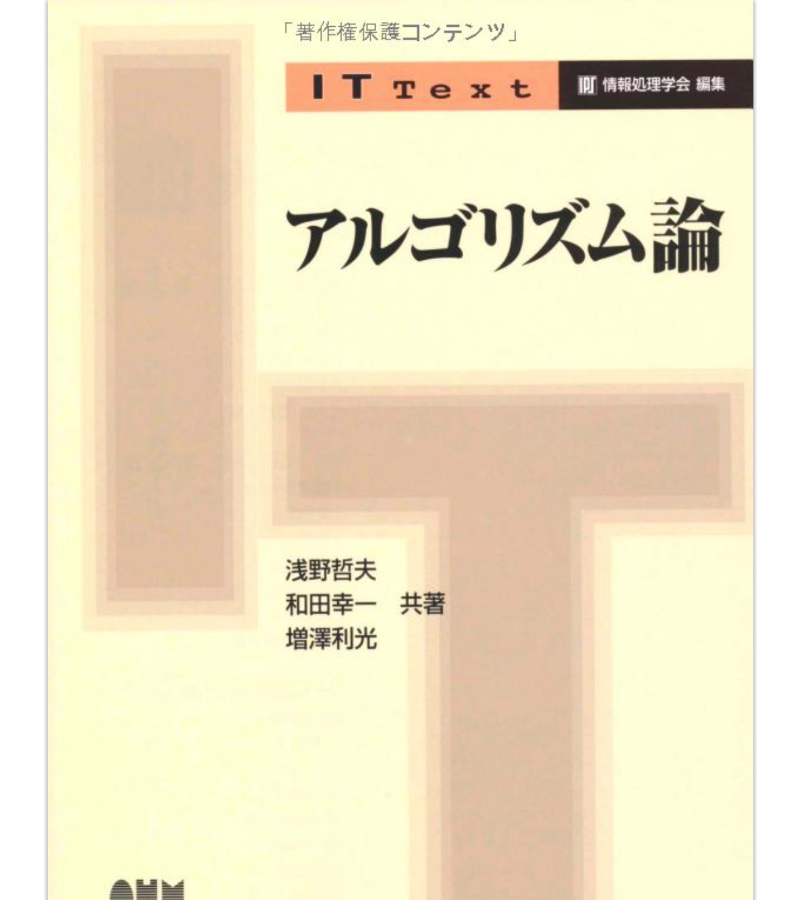 「著作権保護コンテンツ」
IT Text
情報処理学会 編集
アルゴリズム論
浅野哲夫
和田幸一 共著
増澤利光
OHM